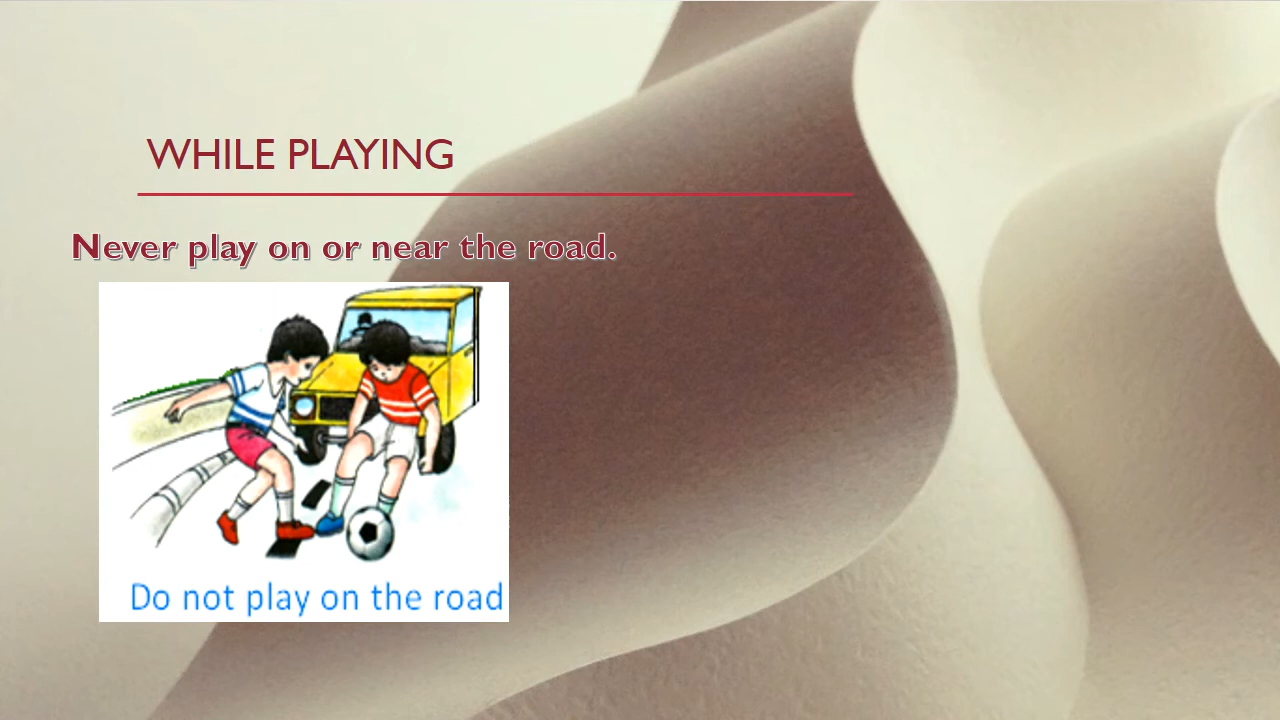 WHILE PLAYING
Never play on or near the road.
Do not play on the road